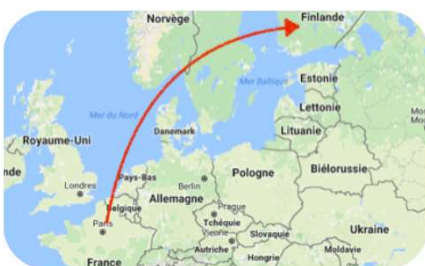 Norvège
Finlande
Estonie
Mer Baltique
Mer du Nord
Lettonie
Danemark
Lituanie
Royaume-Uni
Pays-Bas
Biélorussie
Pologne
Berlin
Londres
Allemagne
Belgique
Prague
Tchéquie
Paris
Ukraine
Vienne
Slovaquie
Autriche
Moldavie
France
Hongrie